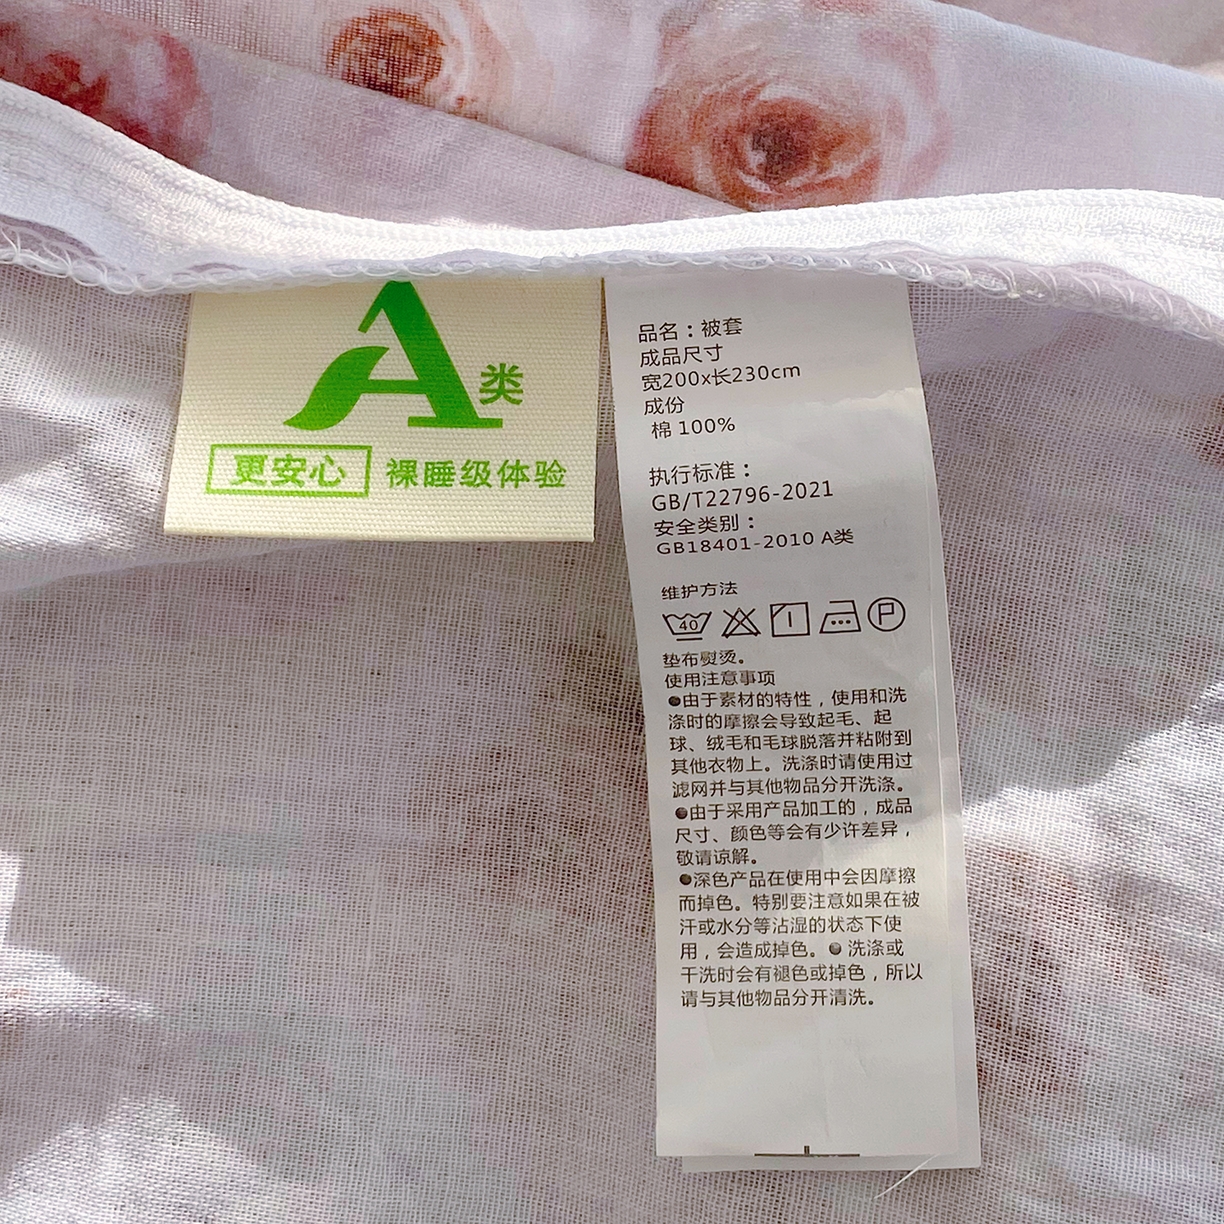 A类
更安心 裸睡级体验
品名：被套
成品尺寸
宽200x长230cm
成份
棉 100%
执行标准：
GB/T22796-2021
安全类别：
GB18401-2010 A类
维护方法
40 P
垫布熨烫。
使用注意事项
●由于素材的特性，使用和洗
涤时的摩擦会导致起毛、起
球、绒毛和毛球脱落并粘附到
其他衣物上。洗涤时请使用过
滤网并与其他物品分开洗涤。
●由于采用产品加工的，成品
尺寸、颜色等会有少许差异，
敬请谅解。
●深色产品在使用中会因摩擦
而掉色。特别要注意如果在被
汗或水分等沾湿的状态下使
用，会造成掉色。● 洗涤或
干洗时会有褪色或掉色，所以
请与其他物品分开清洗。